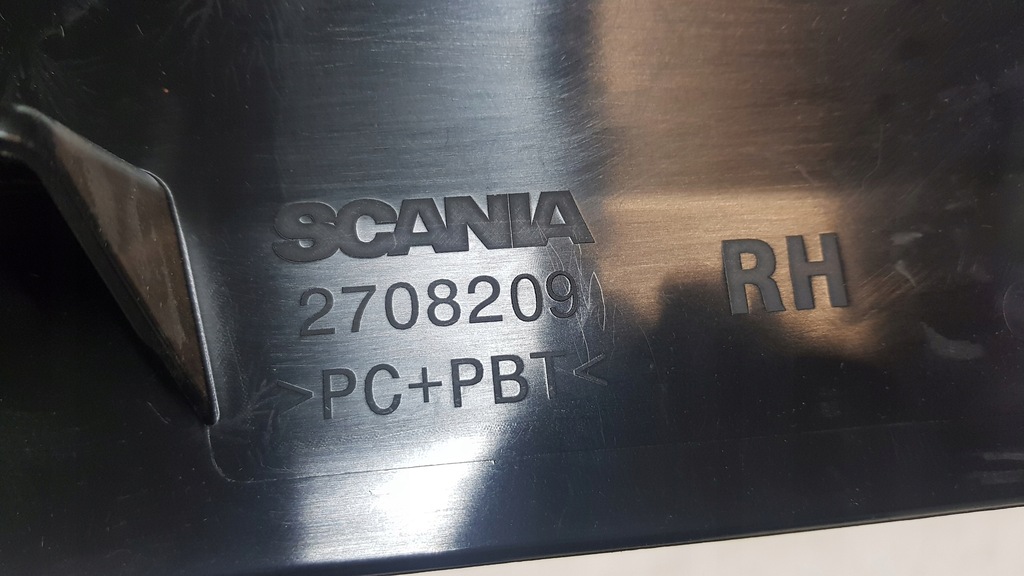 SCANIA
2708209
>PC+PBT<
RH